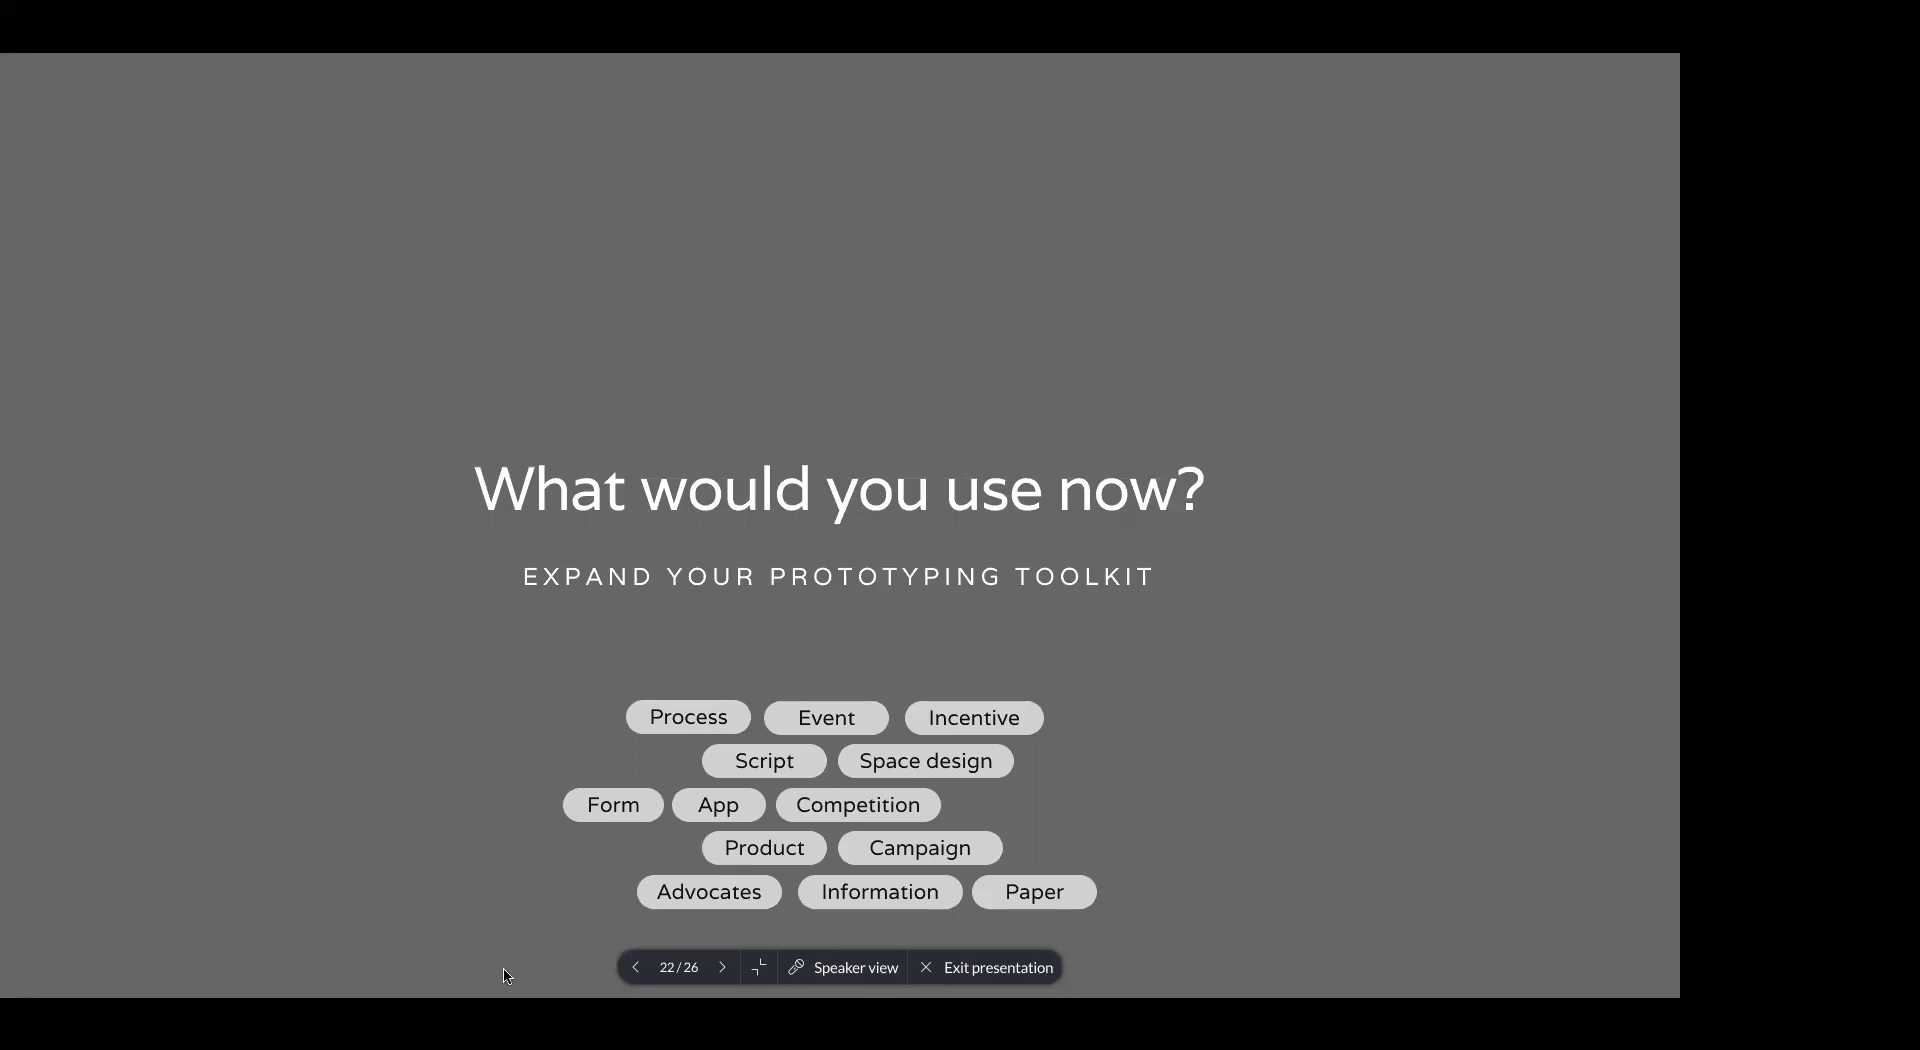 What would you use now?
EXPAND YOUR PROTOTYPING TOOLKIT
Process Event Incentive
Script Space design
Form App Competition
Product Campaign
Advocates Information Paper
22/26 Speaker view Exit presentation